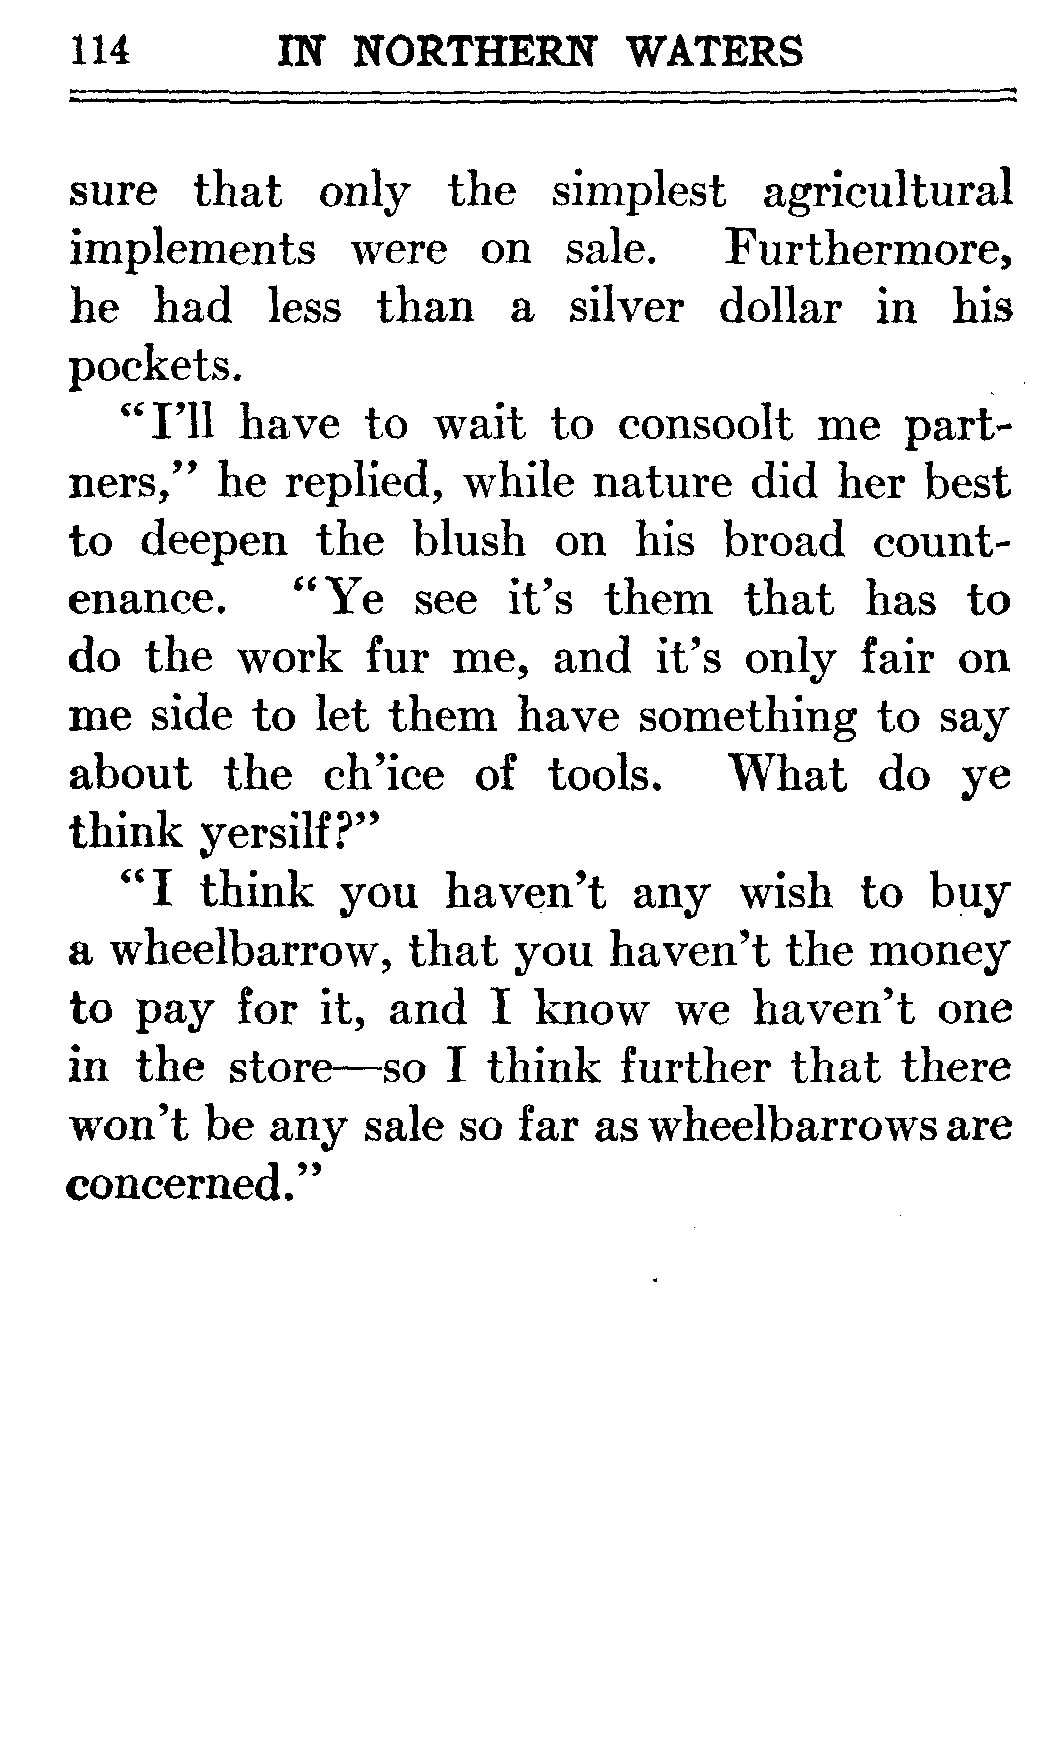 114 IN NORTHERN WATERS
sure that only the simplest agricultural
implements were on sale. Furthermore,
he had less than a silver dollar in his
pockets.
"I'll have to wait to consoolt me part-
ners," he replied, while nature did her best
to deepen the blush on his broad count-
enance. "Ye see it's them that has to
do the work fur me, and it's only fair on
me side to let them have something to say
about the ch'ice of tools. What do ye
think yersilf?"
"I think you haven't any wish to buy
a wheelbarrow, that you haven't the money
to pay for it, and I know we haven't one
in the store—so I think further that there
won't be any sale so far as wheelbarrows are
concerned."